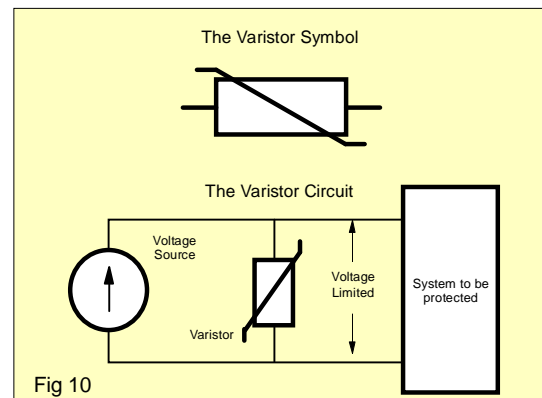 The Varistor Symbol
The Varistor Circuit
Voltage
Source
Varistor
Voltage
Limited
System to be
protected
Fig 10